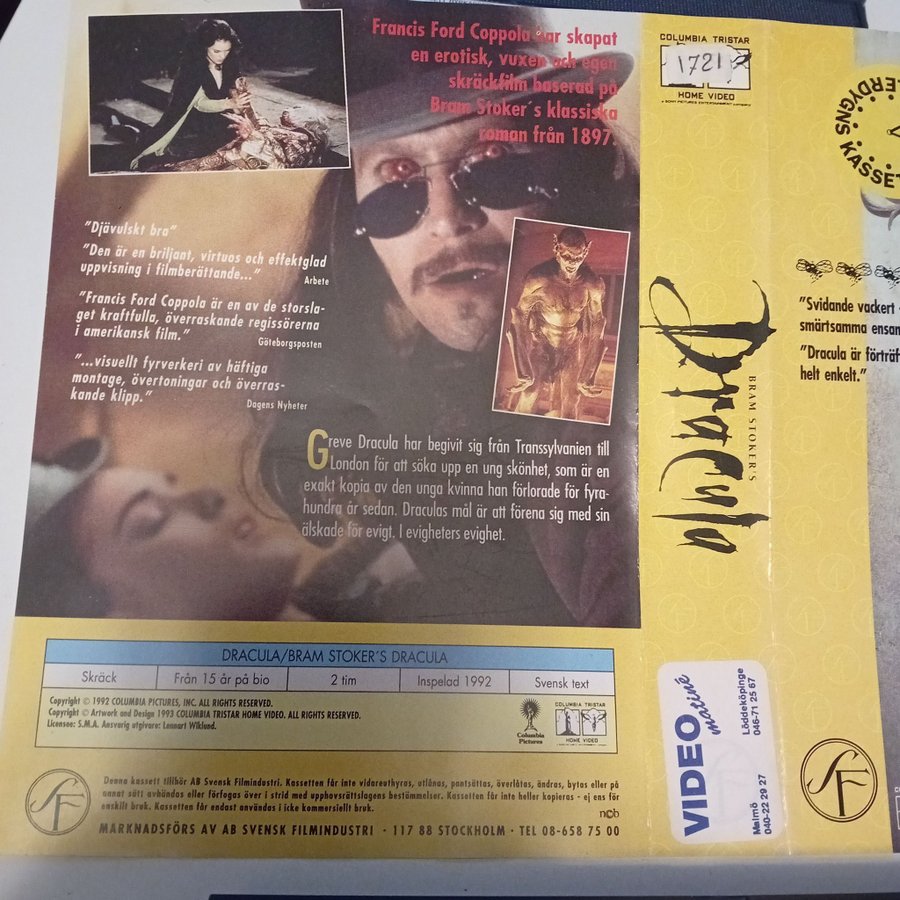 Francis Ford Coppola har skapat
en erotisk, vuxen och egen
skräckfilm baserad på
Bram Stoker´s klassiska
roman från 1897.
"Djävulskt bra"
"Den är en briljant, virtuos och effektglad
uppvisning i filmberättande..."
Arbete
"Francis Ford Coppola är en av de storsla-
get kraftfulla, överraskande regissörerna
i amerikansk film."
Göteborgsposten
"...visuellt fyrverkeri av häftiga
montage, övertoningar och överras-
kande klipp."
Dagens Nyheter
Greve Dracula har begivit sig från Transsylvanien till
London för att söka upp en ung skönhet, som är en
exakt kopia av den unga kvinna han förlorade för fyra-
hundra år sedan. Draculas mål är att förena sig med sin
älskade för evigt. I evigheters evighet.
DRACULA/BRAM STOKER´S DRACULA
Skräck
Från 15 år på bio
2 tim
Inspelad 1992
Svensk text
Copyright © 1992 COLUMBIA PICTURES, INC. ALL RIGHTS RESERVED.
Copyright © Artwork and Design 1993 COLUMBIA TRISTAR HOME VIDEO. ALL RIGHTS RESERVED.
Licensee: S.M.A. Ansvarig utgivare: Lennart Wiklund.
Columbia
Pictures
COLUMBIA TRISTAR
HOME VIDEO
SF
Denna kassett tillhör AB Svensk Filmindustri. Kassetten får inte vidareuthyras, utlånas, pantsättas, överlåtas, ändras, bytas eller på
annat sätt avhändas eller förfogas över i strid med upphovsrättslagens bestämmelser. Kassetten får inte heller kopieras - ej ens för
enskilt bruk. Kassetten får endast användas i icke kommersiellt bruk.
ncb
MARKNADSFÖRS AV AB SVENSK FILMINDUSTRI · 117 88 STOCKHOLM · TEL 08-658 75 00
COLUMBIA TRISTAR
1721
HOME VIDEO
A SONY PICTURES ENTERTAINMENT COMPANY
BRAM STOKER'S
Dracula
VIDEO
matiné
Malmö
040-22 29 27
Löddeköpinge
046-71 25 67
LERDYGNS
KASSET
"Svidande vackert
smärtsamma ensam
"Dracula är förträf
helt enkelt."
SF